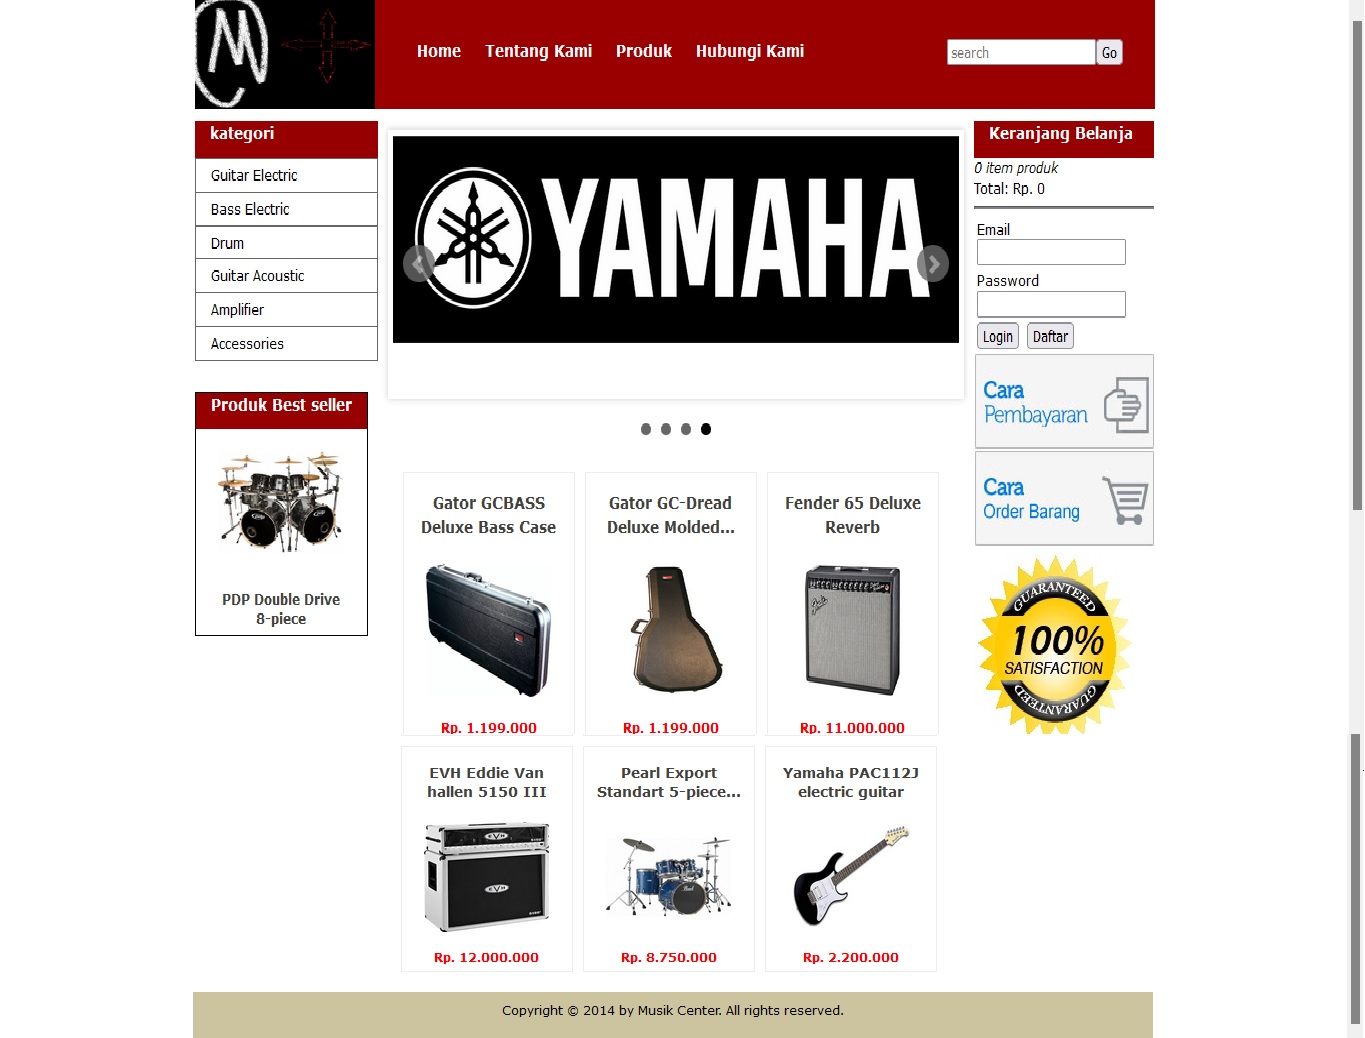 M
Home Tentang Kami Produk Hubungi Kami
search Go
kategori
Guitar Electric
Bass Electric
Drum
Guitar Acoustic
Amplifier
Accessories
Produk Best seller
PDP Double Drive
8-piece
YAMAHA
Gator GCBASS
Deluxe Bass Case
Rp. 1.199.000
Gator GC-Dread
Deluxe Molded...
Rp. 1.199.000
Fender 65 Deluxe
Reverb
Fender
Rp. 11.000.000
EVH Eddie Van
hallen 5150 III
EVH
EVH
Rp. 12.000.000
Pearl Export
Standart 5-piece...
Pearl
Rp. 8.750.000
Yamaha PAC112J
electric guitar
Rp. 2.200.000
Keranjang Belanja
0 item produk
Total: Rp. 0
Email
Password
Login Daftar
Cara
Pembayaran
Cara
Order Barang
GUARANTEED
100%
SATISFACTION
GUARANTEED
Copyright © 2014 by Musik Center. All rights reserved.